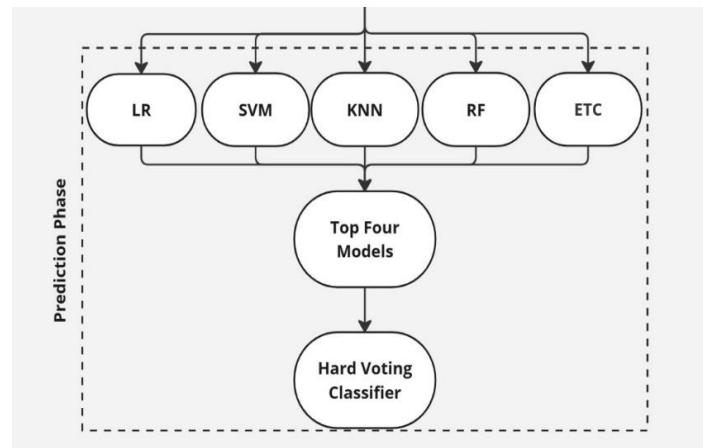 LR
SVM
KNN
RF
ETC
Prediction Phase
Top Four
Models
Hard Voting
Classifier